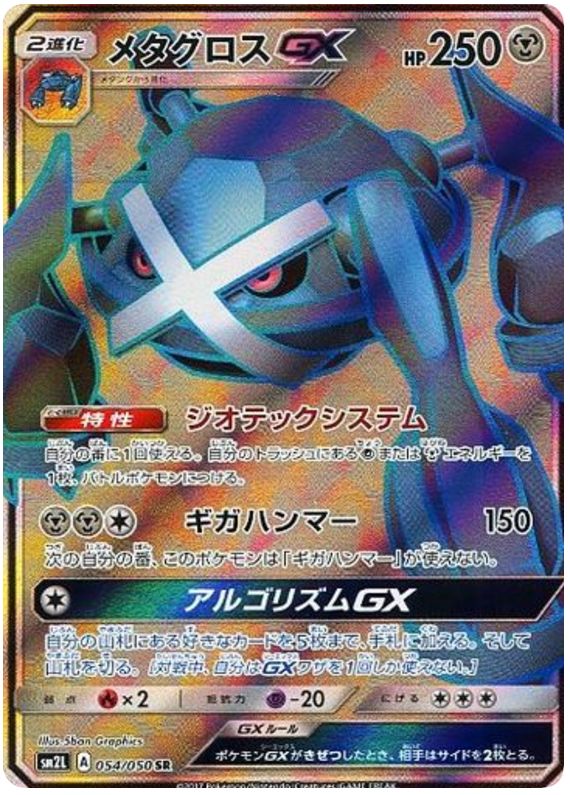 2進化
メタグロスGX
HP250
メタングから進化
特性
ジオテックシステム
自分の番に1回使える。自分のトラッシュにある超または鋼エネルギーを
1枚、バトルポケモンにつける。
ギガハンマー 150
次の自分の番、このポケモンは「ギガハンマー」が使えない。
アルゴリズムGX
自分の山札にある好きなカードを5枚まで、手札に加える。そして
山札を切る。[対戦中、自分はGXワザを1回しか使えない。]
弱点 ×2 抵抗力 -20 にげる
Illus. 5ban Graphics
GXルール
ポケモンGXがきぜつしたとき、相手はサイドを2枚とる。
sm2L A 054/050 SR
©2017 Pokémon/Nintendo/Creatures/GAME FREAK